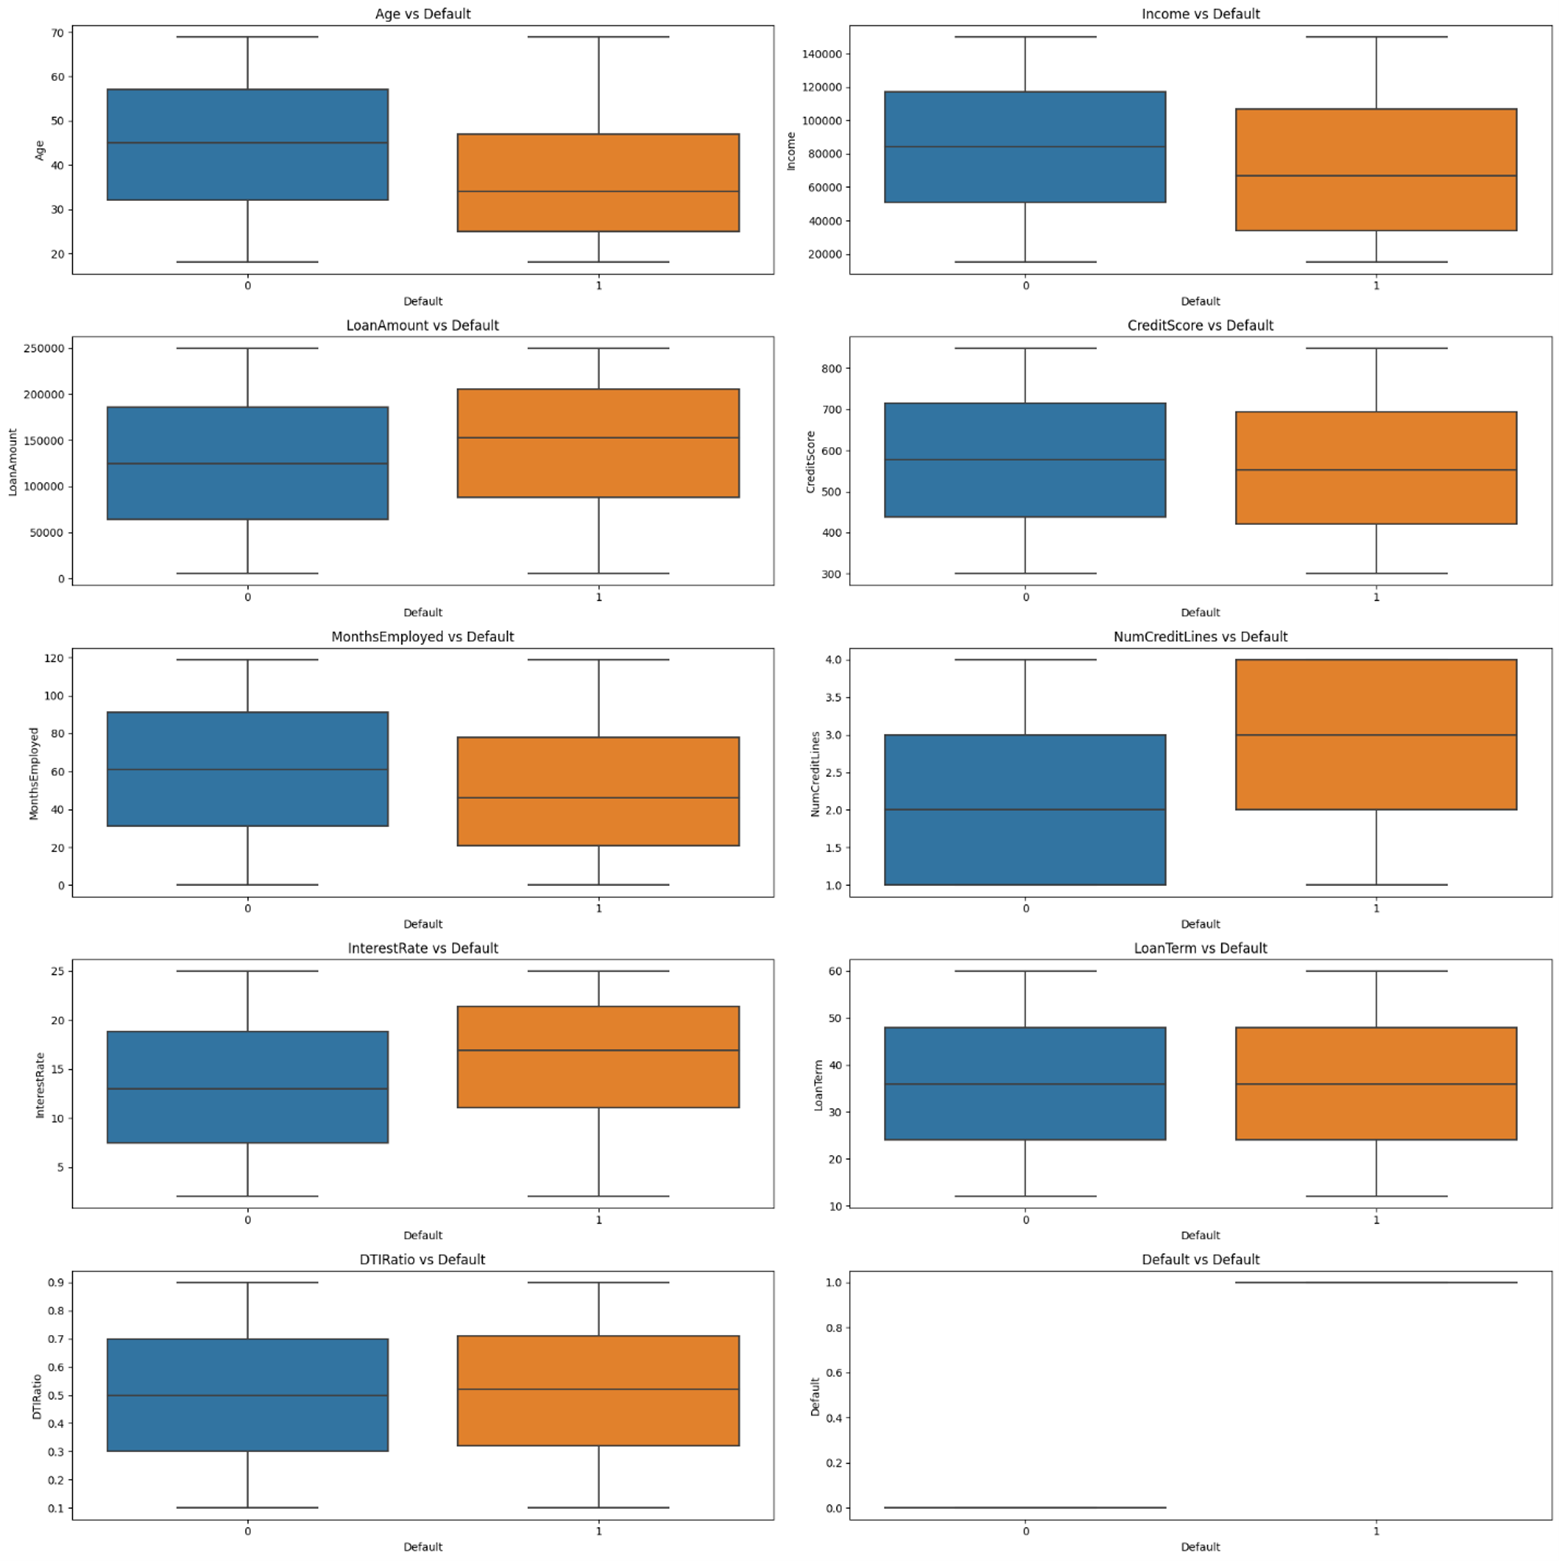 Age vs Default
Age
70
60
50
40
30
20
0
1
Default
Income vs Default
Income
140000
120000
100000
80000
60000
40000
20000
0
1
Default
LoanAmount vs Default
LoanAmount
250000
200000
150000
100000
50000
0
0
1
Default
CreditScore vs Default
CreditScore
800
700
600
500
400
300
0
1
Default
MonthsEmployed vs Default
MonthsEmployed
120
100
80
60
40
20
0
0
1
Default
NumCreditLines vs Default
NumCreditLines
4.0
3.5
3.0
2.5
2.0
1.5
1.0
0
1
Default
InterestRate vs Default
InterestRate
25
20
15
10
5
0
1
Default
LoanTerm vs Default
LoanTerm
60
50
40
30
20
10
0
1
Default
DTIRatio vs Default
DTIRatio
0.9
0.8
0.7
0.6
0.5
0.4
0.3
0.2
0.1
0
1
Default
Default vs Default
Default
1.0
0.8
0.6
0.4
0.2
0.0
0
1
Default